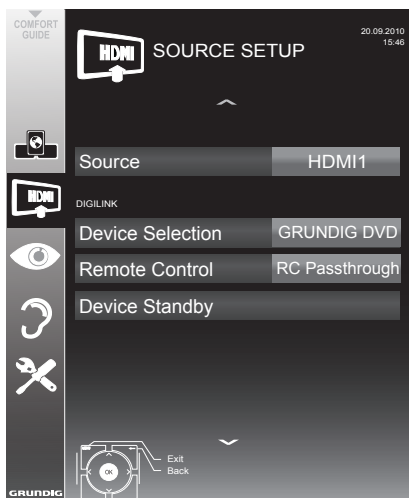 COMFORT
GUIDE
HDMI
SOURCE SETUP
20.09.2010
15:46
Source
HDMI1
HDMI
DIGILINK
Device Selection
GRUNDIG DVD
Remote Control
RC Passthrough
Device Standby
Exit
Back
OK
GRUNDIG